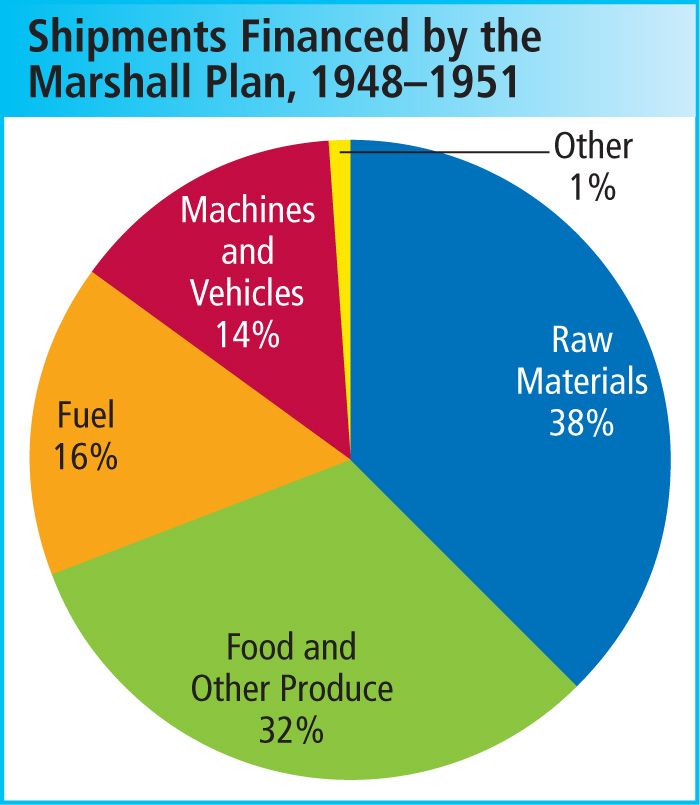 Shipments Financed by the
Marshall Plan, 1948–1951
Other
1%
Machines
and
Vehicles
14%
Raw
Materials
38%
Fuel
16%
Food and
Other Produce
32%